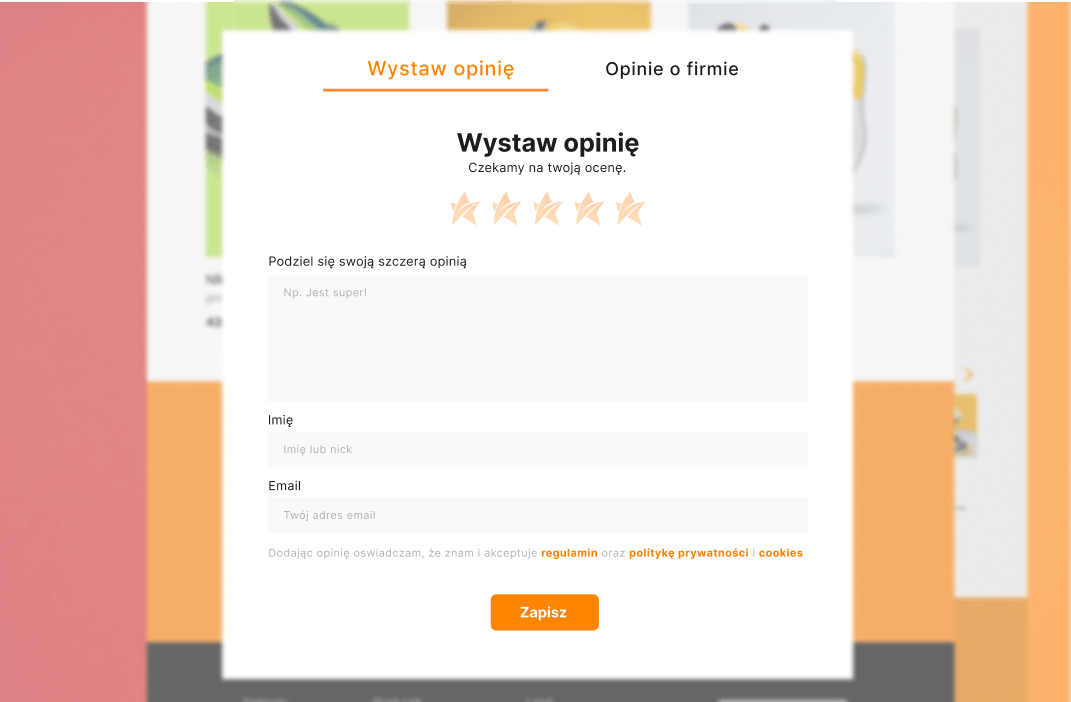 Wystaw opinię
Opinie o firmie
Wystaw opinię
Czekamy na twoją ocenę.
Podziel się swoją szczerą opinią
Np. Jest super!
Imię
Imię lub nick
Email
Twój adres email
Dodając opinię oswiadczam, że znam i akceptuje regulamin oraz politykę prywatności i cookies
Zapisz